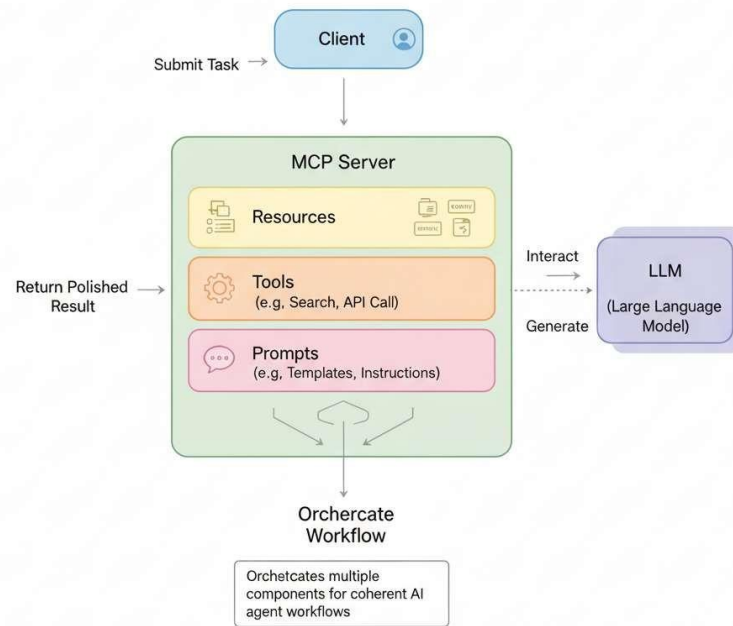 Client
Submit Task
MCP Server
Resources
Tools
(e.g, Search, API Call)
Prompts
(e.g, Templates, Instructions)
Return Polished
Result
Interact
Generate
LLM
(Large Language
Model)
Orchercate
Workflow
Orchetcates multiple
components for coherent AI
agent workflows